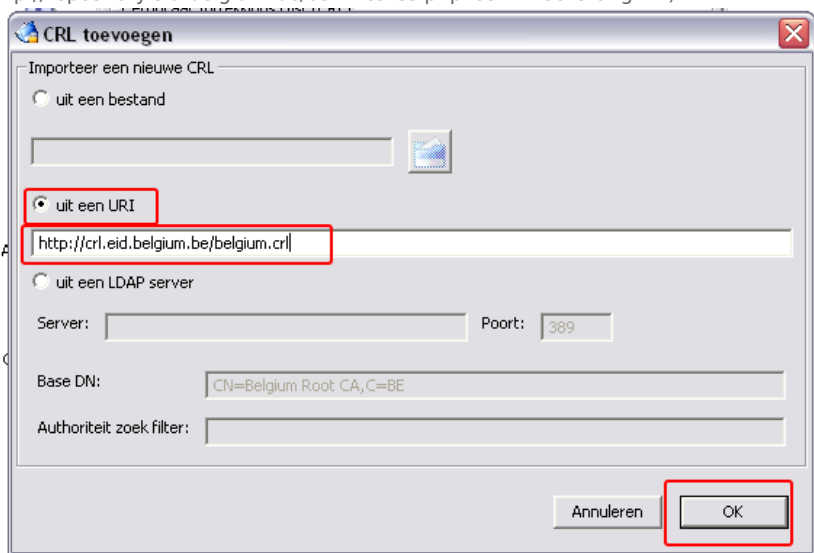 CRL toevoegen
Importeer een nieuwe CRL
uit een bestand
uit een URI
http://crl.eid.belgium.be/belgium.crl
uit een LDAP server
Server:
Poort: 389
Base DN: CN=Belgium Root CA,C=BE
Authoriteit zoek filter:
Annuleren OK